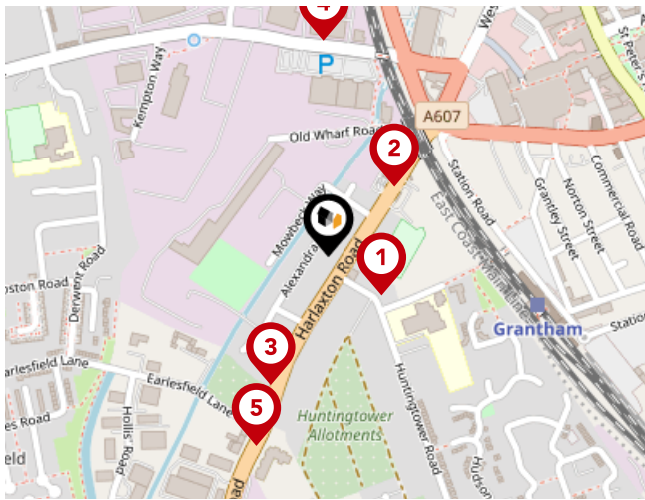 4
Wes
St Peter's
Kempton Way
P
A607
Old Wharf Road
2
Station Road
Commercial Road
Mowbeck Way
Norton Street
Grantley Street
East Coast Main Line
Alexandra
1
Harlaxton Road
Derwent Road
Grantham
Station
3
Earlesfield Lane
Earlesfield Lane
Huntingtower Road
5
Huntingtower
Allotments
Hollis' Road
Hudson